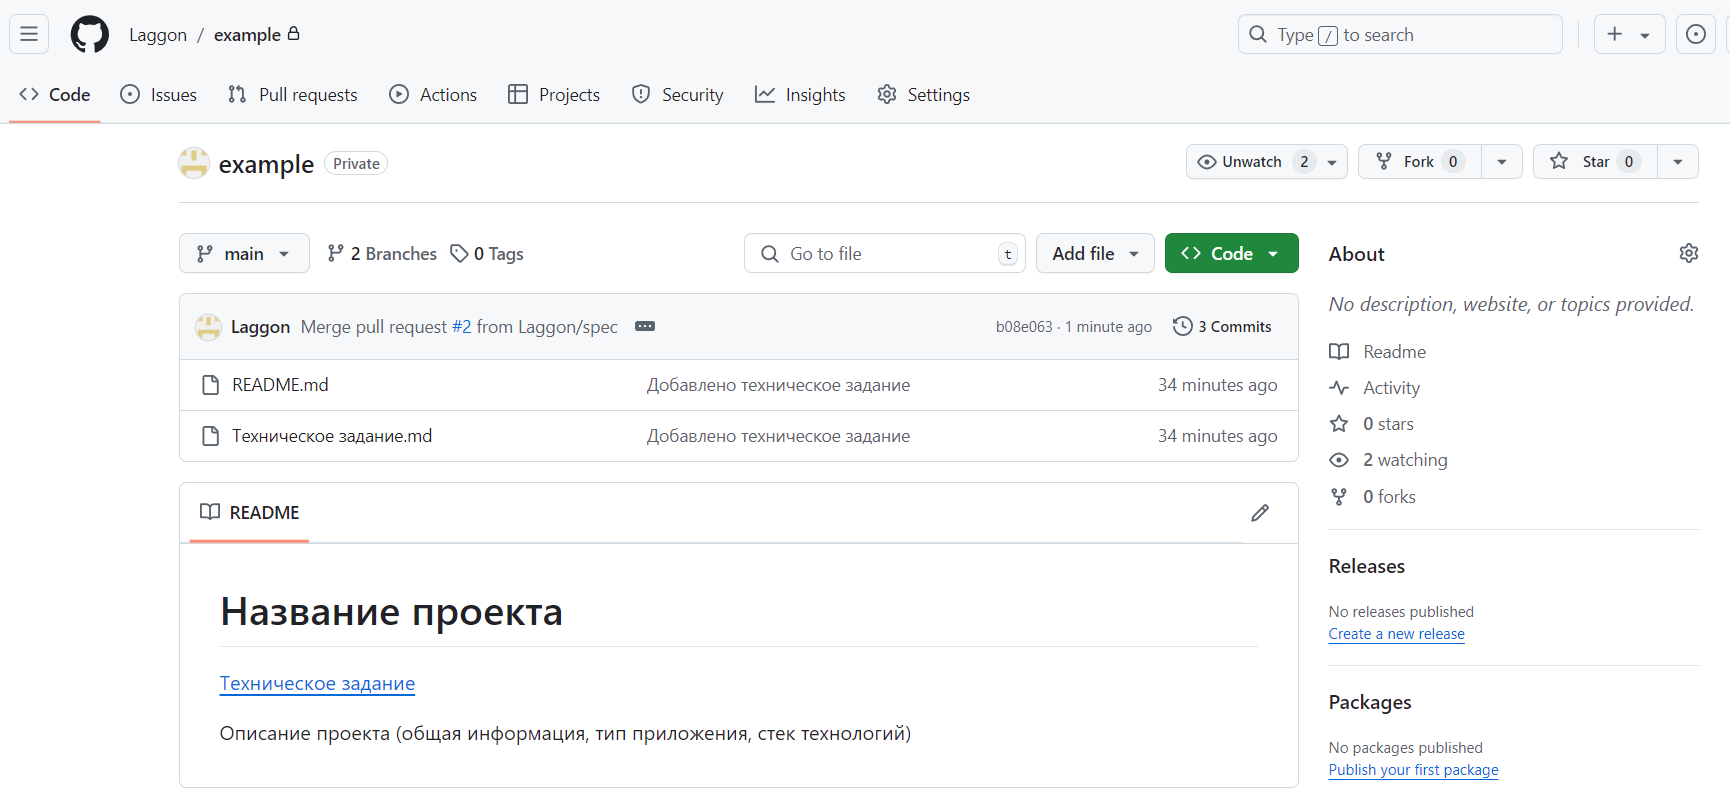 Laggon / example
Type / to search
Code Issues Pull requests Actions Projects Security Insights Settings
example Private
Unwatch 2 Fork 0 Star 0
main 2 Branches 0 Tags
Go to file t Add file Code
Laggon Merge pull request #2 from Laggon/spec b08e063 · 1 minute ago 3 Commits
README.md Добавлено техническое задание 34 minutes ago
Техническое задание.md Добавлено техническое задание 34 minutes ago
README
Название проекта
Техническое задание
Описание проекта (общая информация, тип приложения, стек технологий)
About
No description, website, or topics provided.
Readme
Activity
0 stars
2 watching
0 forks
Releases
No releases published
Create a new release
Packages
No packages published
Publish your first package